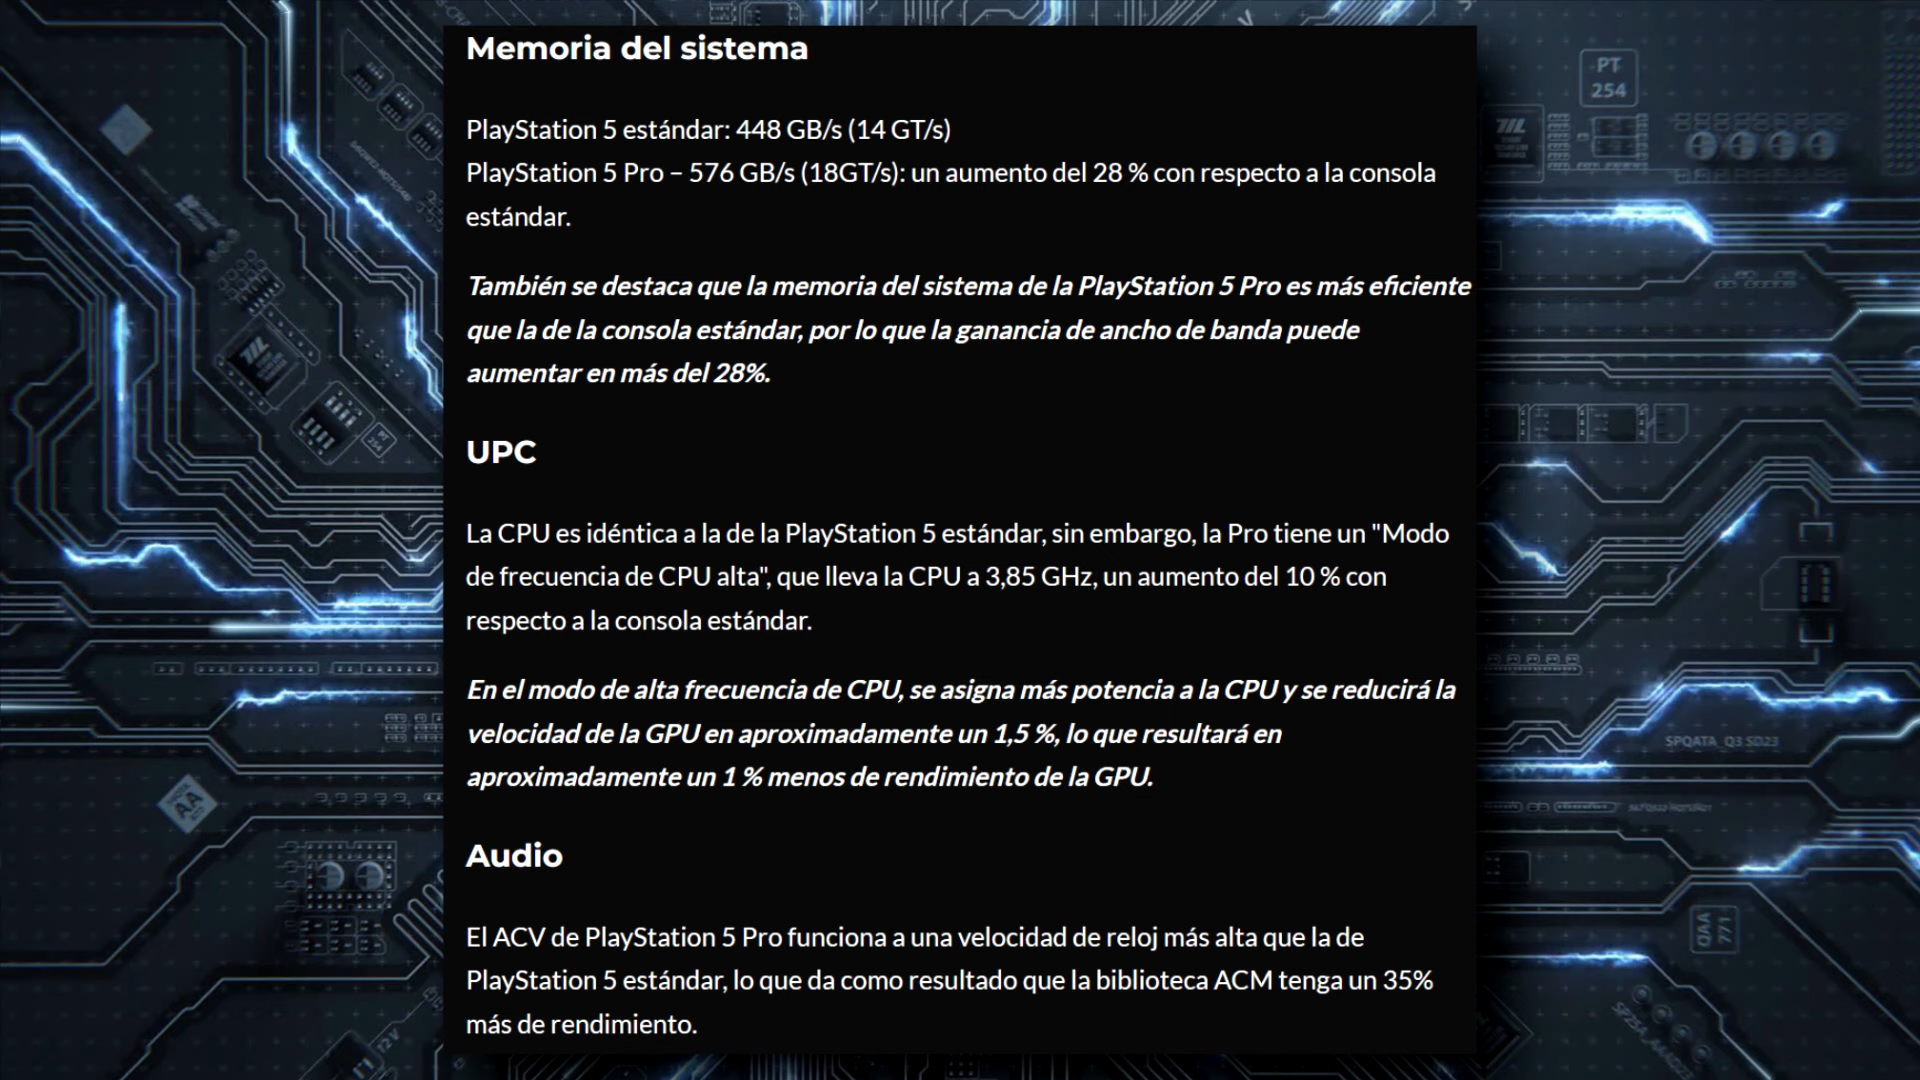 Memoria del sistema
PlayStation 5 estándar: 448 GB/s (14 GT/s)
PlayStation 5 Pro – 576 GB/s (18GT/s): un aumento del 28 % con respecto a la consola
estándar.
También se destaca que la memoria del sistema de la PlayStation 5 Pro es más eficiente
que la de la consola estándar, por lo que la ganancia de ancho de banda puede
aumentar en más del 28%.
UPC
La CPU es idéntica a la de la PlayStation 5 estándar, sin embargo, la Pro tiene un "Modo
de frecuencia de CPU alta", que lleva la CPU a 3,85 GHz, un aumento del 10 % con
respecto a la consola estándar.
En el modo de alta frecuencia de CPU, se asigna más potencia a la CPU y se reducirá la
velocidad de la GPU en aproximadamente un 1,5 %, lo que resultará en
aproximadamente un 1 % menos de rendimiento de la GPU.
Audio
El ACV de PlayStation 5 Pro funciona a una velocidad de reloj más alta que la de
PlayStation 5 estándar, lo que da como resultado que la biblioteca ACM tenga un 35%
más de rendimiento.
PT
254
SPQATA_Q3 SD23
AA
QAA
771
12V